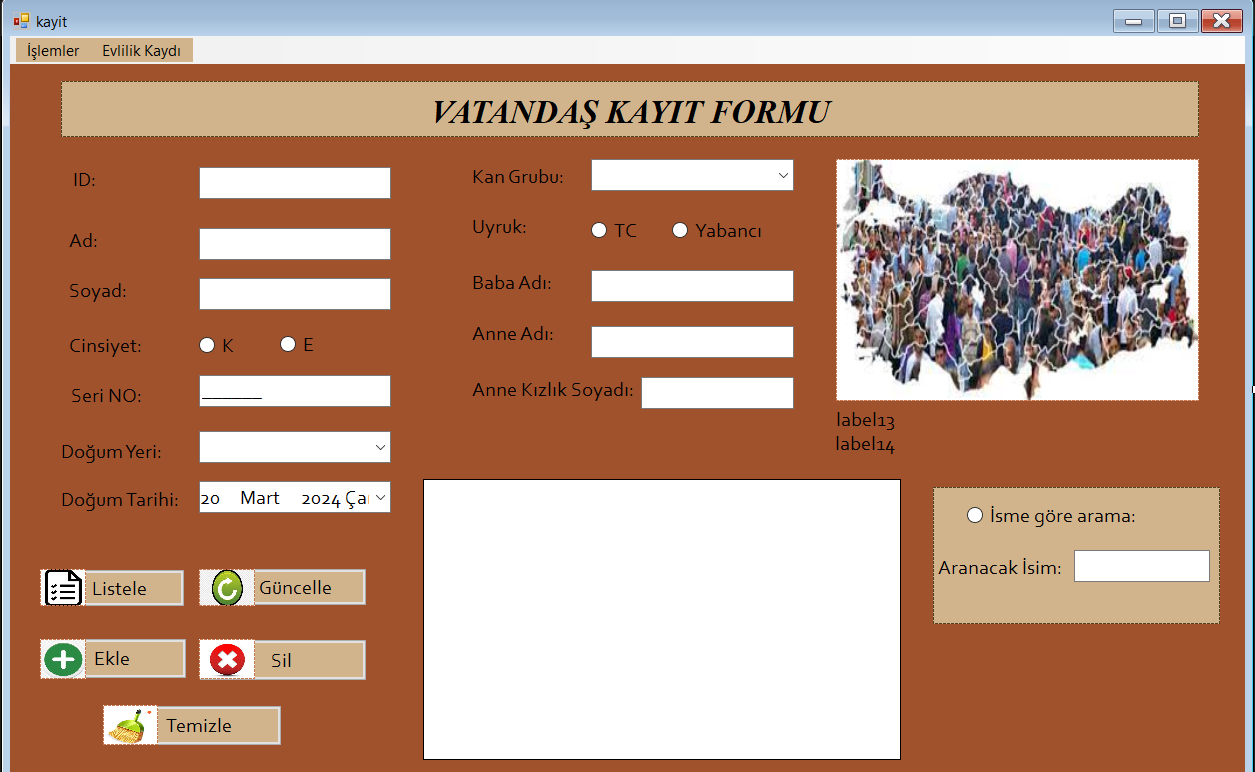 kayit
İşlemler Evlilik Kaydı
VATANDAŞ KAYIT FORMU
ID:
Ad:
Soyad:
Cinsiyet: K E
Seri NO: ______
Doğum Yeri:
Doğum Tarihi: 20 Mart 2024 Ça
Kan Grubu:
Uyruk: TC Yabancı
Baba Adı:
Anne Adı:
Anne Kızlık Soyadı:
label13
label14
İsme göre arama:
Aranacak İsim:
Listele Güncelle
Ekle Sil
Temizle